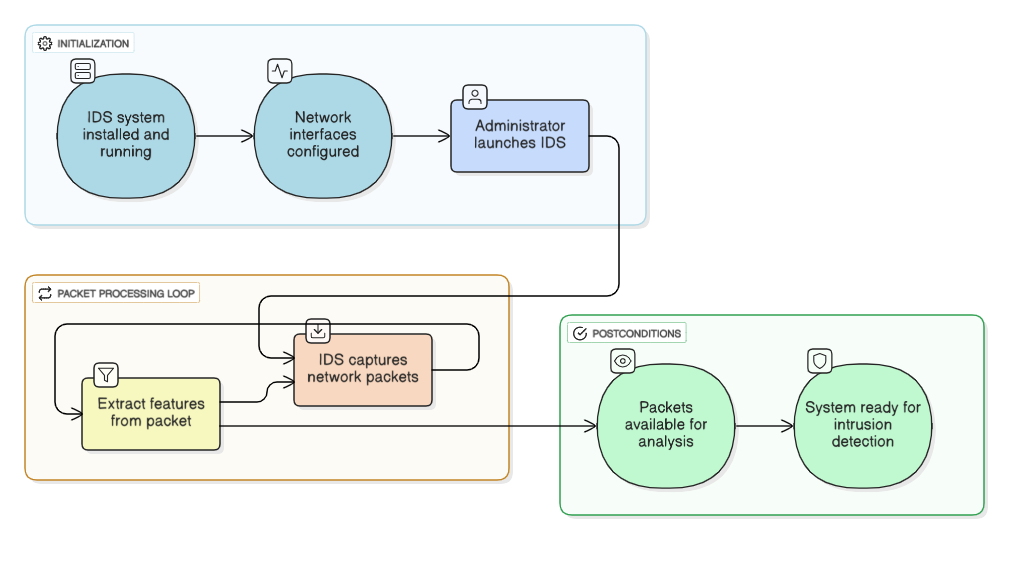 INITIALIZATION
IDS system
installed and
running
Network
interfaces
configured
Administrator
launches IDS
PACKET PROCESSING LOOP
IDS captures
network packets
Extract features
from packet
POSTCONDITIONS
Packets
available for
analysis
System ready for
intrusion
detection